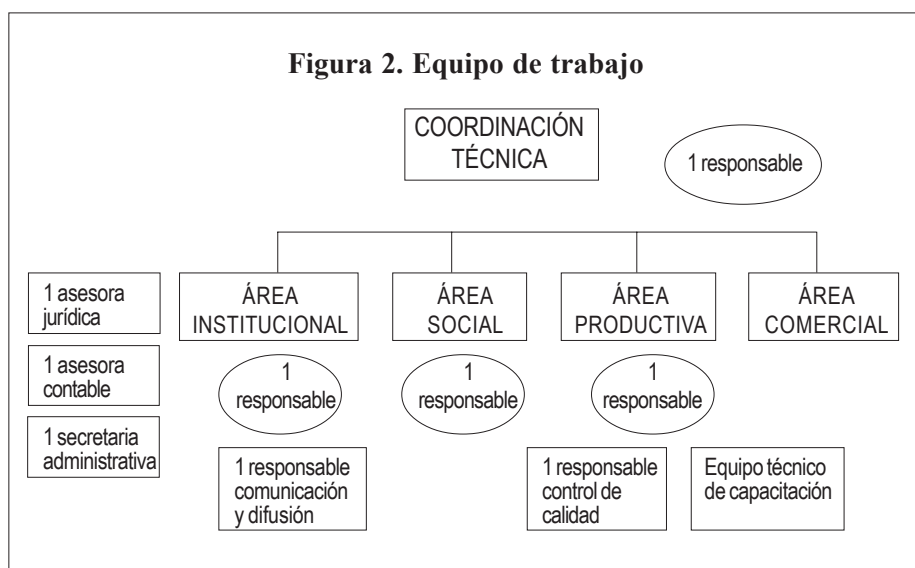 Figura 2. Equipo de trabajo
COORDINACIÓN
TÉCNICA
1 responsable
1 asesora
jurídica
ÁREA
INSTITUCIONAL
ÁREA
SOCIAL
ÁREA
PRODUCTIVA
ÁREA
COMERCIAL
1 asesora
contable
1
responsable
1
responsable
1
responsable
1 secretaria
administrativa
1 responsable
comunicación
y difusión
1 responsable
control de
calidad
Equipo técnico
de capacitación